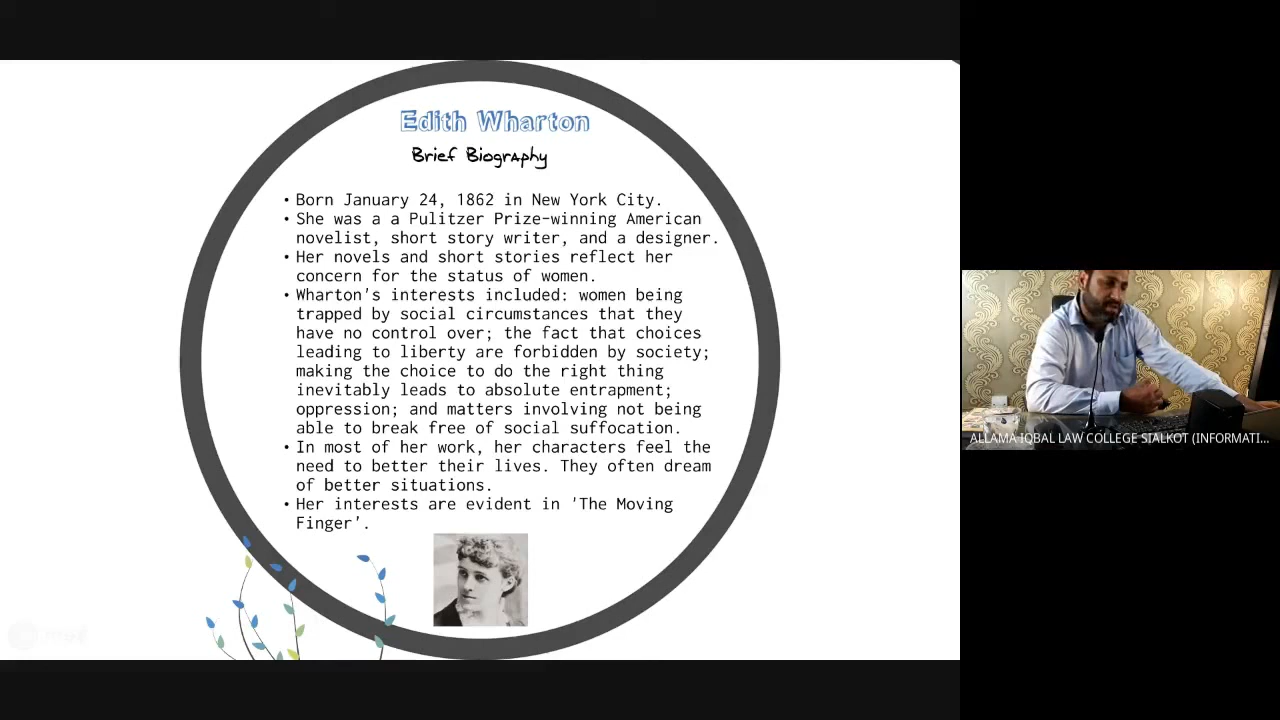 Edith Wharton
Brief Biography
• Born January 24, 1862 in New York City.
• She was a a Pulitzer Prize-winning American
novelist, short story writer, and a designer.
• Her novels and short stories reflect her
concern for the status of women.
• Wharton's interests included: women being
trapped by social circumstances that they
have no control over; the fact that choices
leading to liberty are forbidden by society;
making the choice to do the right thing
inevitably leads to absolute entrapment;
oppression; and matters involving not being
able to break free of social suffocation.
• In most of her work, her characters feel the
need to better their lives. They often dream
of better situations.
• Her interests are evident in 'The Moving
Finger'.
ALLAMA IQBAL LAW COLLEGE SIALKOT (INFORMATI...